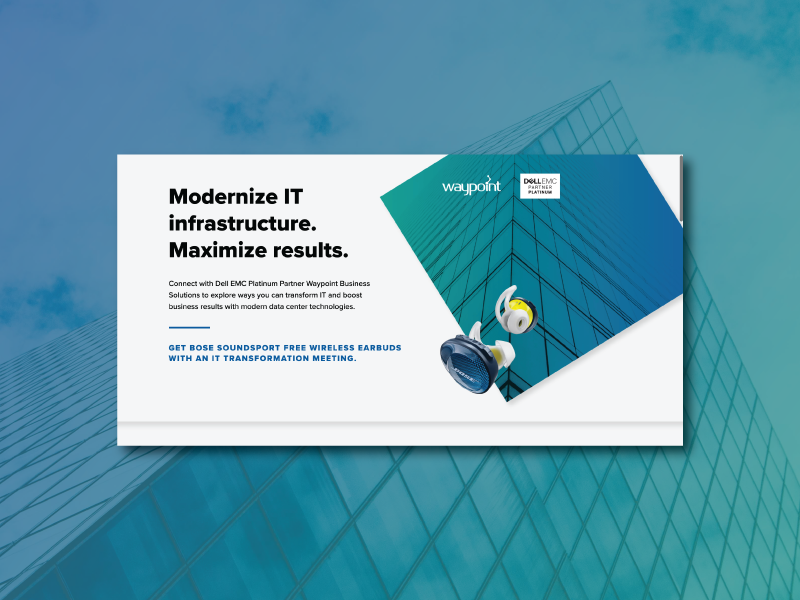 Modernize IT
infrastructure.
Maximize results.
Connect with Dell EMC Platinum Partner Waypoint Business
Solutions to explore ways you can transform IT and boost
business results with modern data center technologies.
GET BOSE SOUNDSPORT FREE WIRELESS EARBUDS
WITH AN IT TRANSFORMATION MEETING.
waypoint
DELLEMC
PARTNER
PLATINUM
BOSE